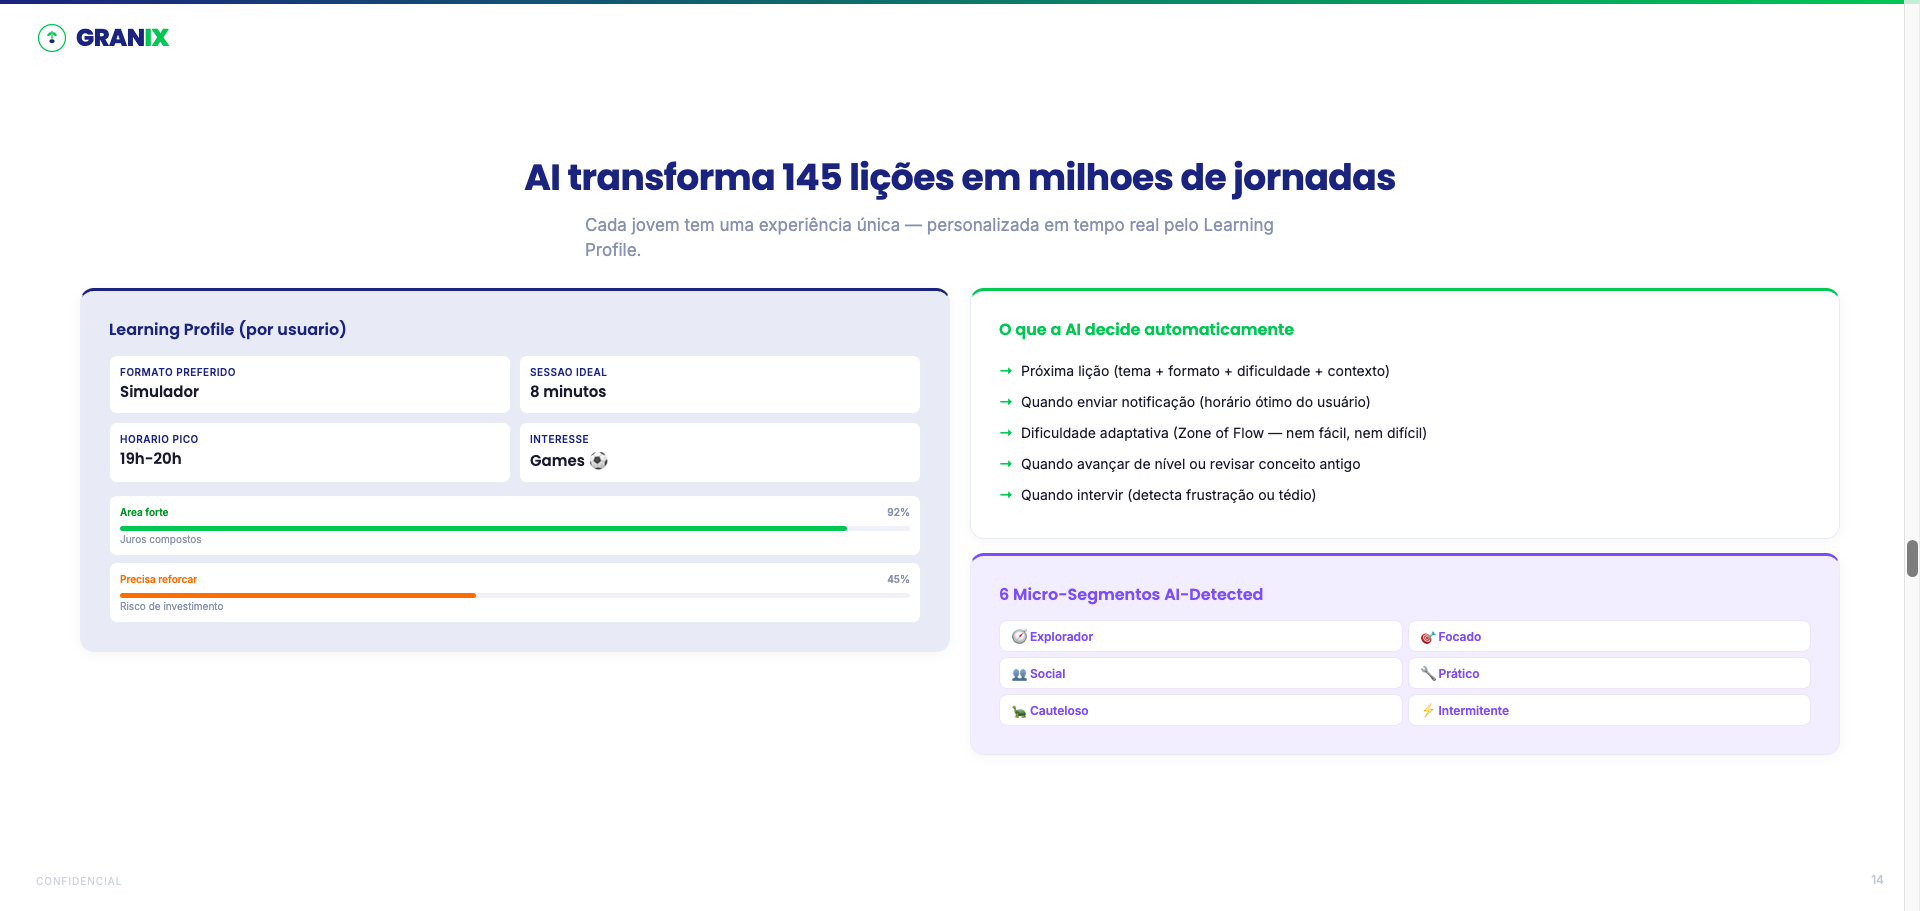 GRANIX
AI transforma 145 lições em milhoes de jornadas
Cada jovem tem uma experiência única — personalizada em tempo real pelo Learning
Profile.
Learning Profile (por usuario)
FORMATO PREFERIDO
Simulador
SESSAO IDEAL
8 minutos
HORARIO PICO
19h-20h
INTERESSE
Games ⚽
Area forte
92%
Juros compostos
Precisa reforcar
45%
Risco de investimento
O que a AI decide automaticamente
→ Próxima lição (tema + formato + dificuldade + contexto)
→ Quando enviar notificação (horário ótimo do usuário)
→ Dificuldade adaptativa (Zone of Flow — nem fácil, nem difícil)
→ Quando avançar de nível ou revisar conceito antigo
→ Quando intervir (detecta frustração ou tédio)
6 Micro-Segmentos AI-Detected
🧭 Explorador
🎯 Focado
👥 Social
🔧 Prático
🐢 Cauteloso
⚡ Intermitente
CONFIDENCIAL
14